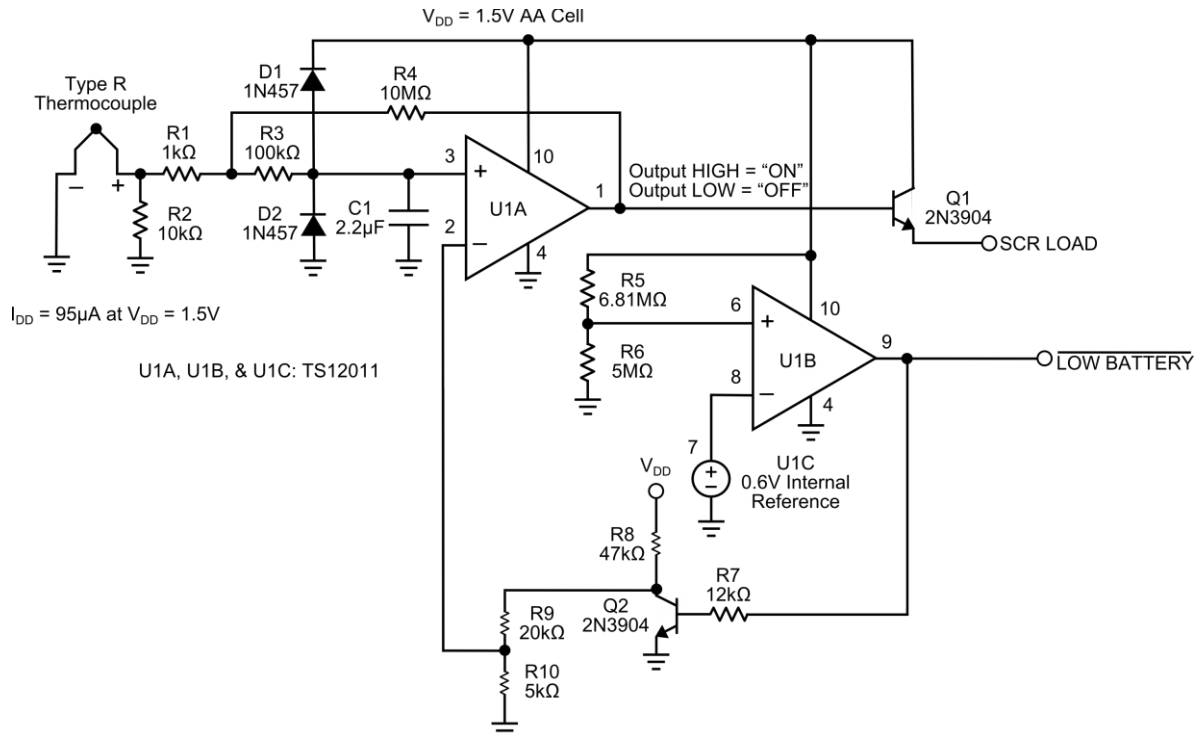 V_DD = 1.5V AA Cell
Type R
Thermocouple
D1
1N457
R4
10MΩ
R1
1kΩ
R3
100kΩ
3
+
10
−
+
R2
10kΩ
D2
1N457
C1
2.2µF
2
−
U1A
1
4
Output HIGH = “ON”
Output LOW = “OFF”
Q1
2N3904
SCR LOAD
I_DD = 95µA at V_DD = 1.5V
U1A, U1B, & U1C: TS12011
R5
6.81MΩ
6
+
10
R6
5MΩ
U1B
9
LOW BATTERY
8
−
4
7
+
−
U1C
0.6V Internal
Reference
V_DD
R8
47kΩ
R9
20kΩ
Q2
2N3904
R7
12kΩ
R10
5kΩ